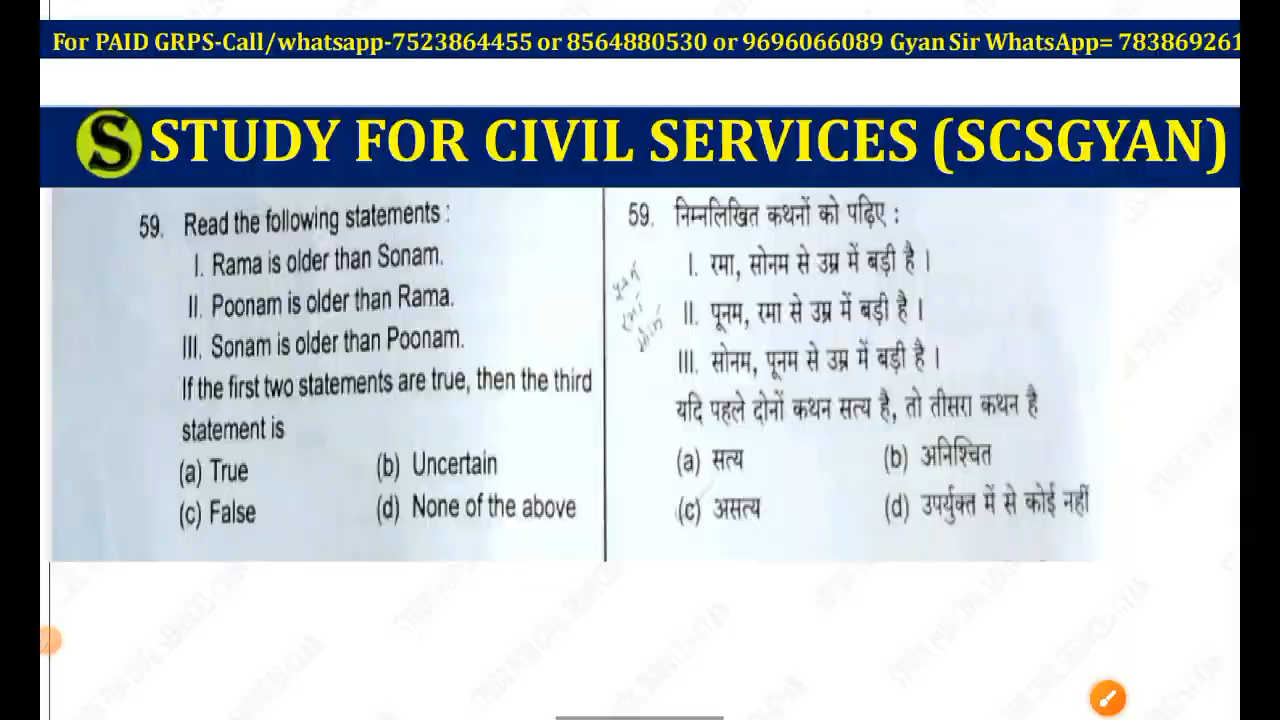 For PAID GRPS-Call/whatsapp-7523864455 or 8564880530 or 9696066089 Gyan Sir WhatsApp= 783869261
S STUDY FOR CIVIL SERVICES (SCSGYAN)
59. Read the following statements :
I. Rama is older than Sonam.
II. Poonam is older than Rama.
III. Sonam is older than Poonam.
If the first two statements are true, then the third
statement is
(a) True (b) Uncertain
(c) False (d) None of the above
59. निम्नलिखित कथनों को पढ़िए :
I. रमा, सोनम से उम्र में बड़ी है।
II. पूनम, रमा से उम्र में बड़ी है।
III. सोनम, पूनम से उम्र में बड़ी है।
यदि पहले दोनों कथन सत्य है, तो तीसरा कथन है
(a) सत्य (b) अनिश्चित
(c) असत्य (d) उपर्युक्त में से कोई नहीं